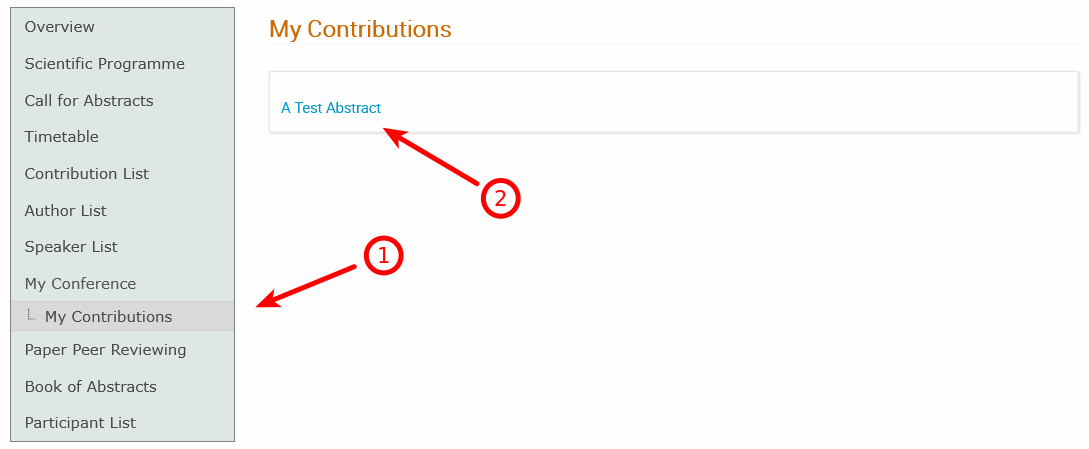 Overview
Scientific Programme
Call for Abstracts
Timetable
Contribution List
Author List
Speaker List
My Conference
My Contributions
Paper Peer Reviewing
Book of Abstracts
Participant List
My Contributions
A Test Abstract
2
1